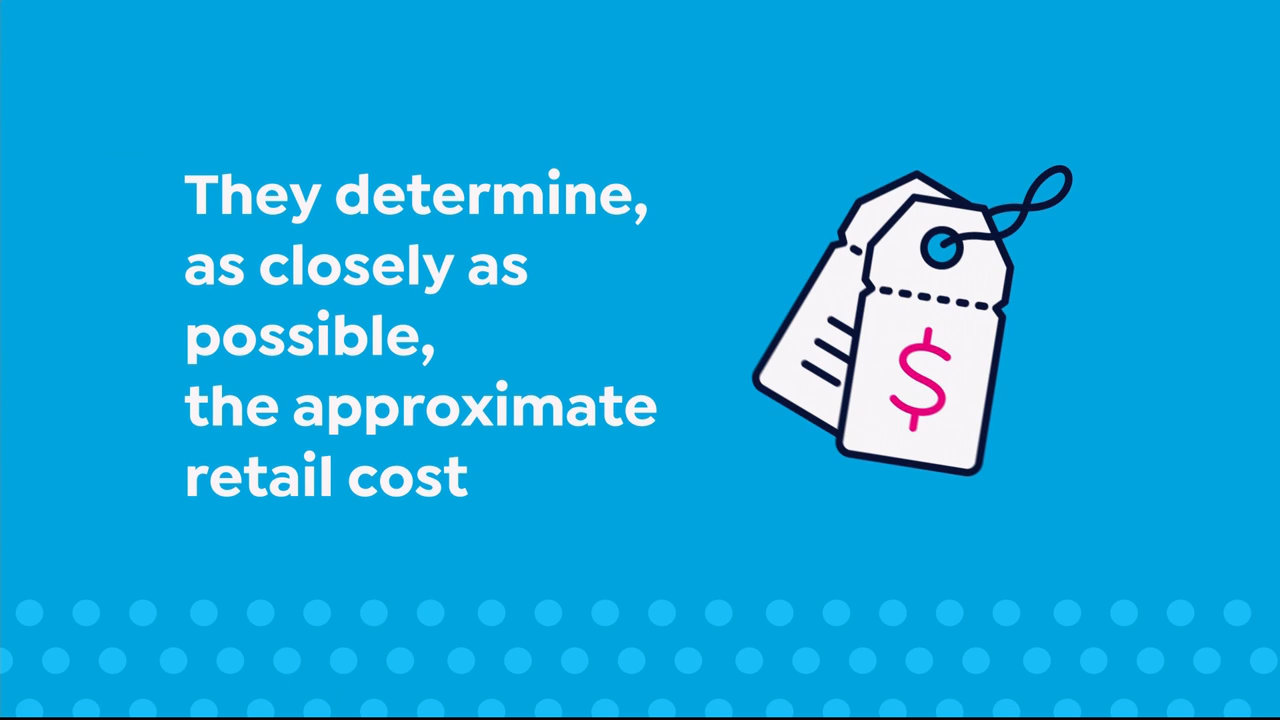 They determine,
as closely as
possible,
the approximate
retail cost
$